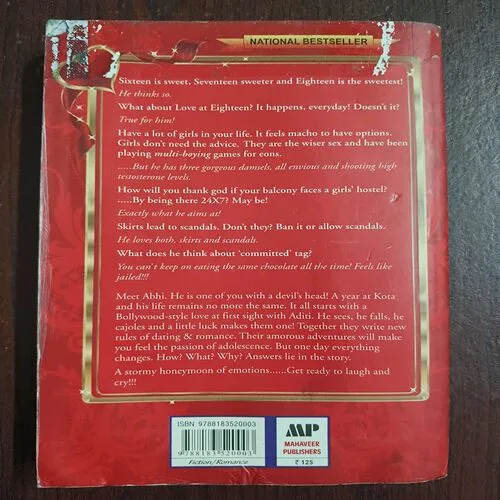 NATIONAL BESTSELLER
Sixteen is sweet, Seventeen sweeter and Eighteen is the sweetest!
He thinks so.
What about Love at Eighteen? It happens, everyday! Doesn't it?
True for him!
Have a lot of girls in your life. It feels macho to have options.
Girls don't need the advice. They are the wiser sex and have been
playing multi-boying games for eons.
.....But he has three gorgeous damsels, all envious and shooting high
testosterone levels.
How will you thank god if your balcony faces a girls' hostel?
.....By being there 24X7? May be!
Exactly what he aims at!
Skirts lead to scandals. Don't they? Ban it or allow scandals.
He loves both, skirts and scandals.
What does he think about 'committed' tag?
You can't keep on eating the same chocolate all the time! Feels like
jailed!!!
Meet Abhi. He is one of you with a devil's head! A year at Kota
and his life remains no more the same. It all starts with a
Bollywood-style love at first sight with Aditi. He sees, he falls, he
cajoles and a little luck makes them one! Together they write new
rules of dating & romance. Their amorous adventures will make
you feel the passion of adolescence. But one day everything
changes. How? What? Why? Answers lie in the story.
A stormy honeymoon of emotions......Get ready to laugh and
cry!!!
ISBN 9788183520003
9 788183 520003
Fiction/Romance
MP
MAHAVEER
PUBLISHERS
₹ 125